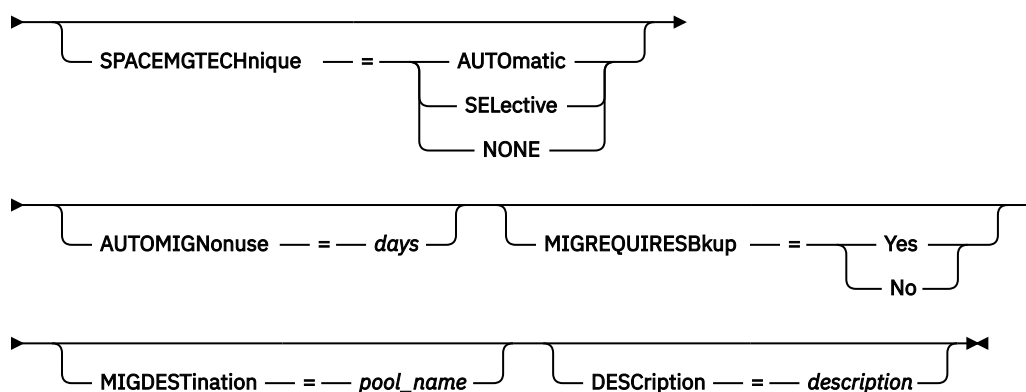 SPACEMGTECHnique = AUTOmatic
SELective
NONE
AUTOMIGNonuse = days MIGREQUIRESBkup = Yes
No
MIGDESTination = pool_name DESCription = description